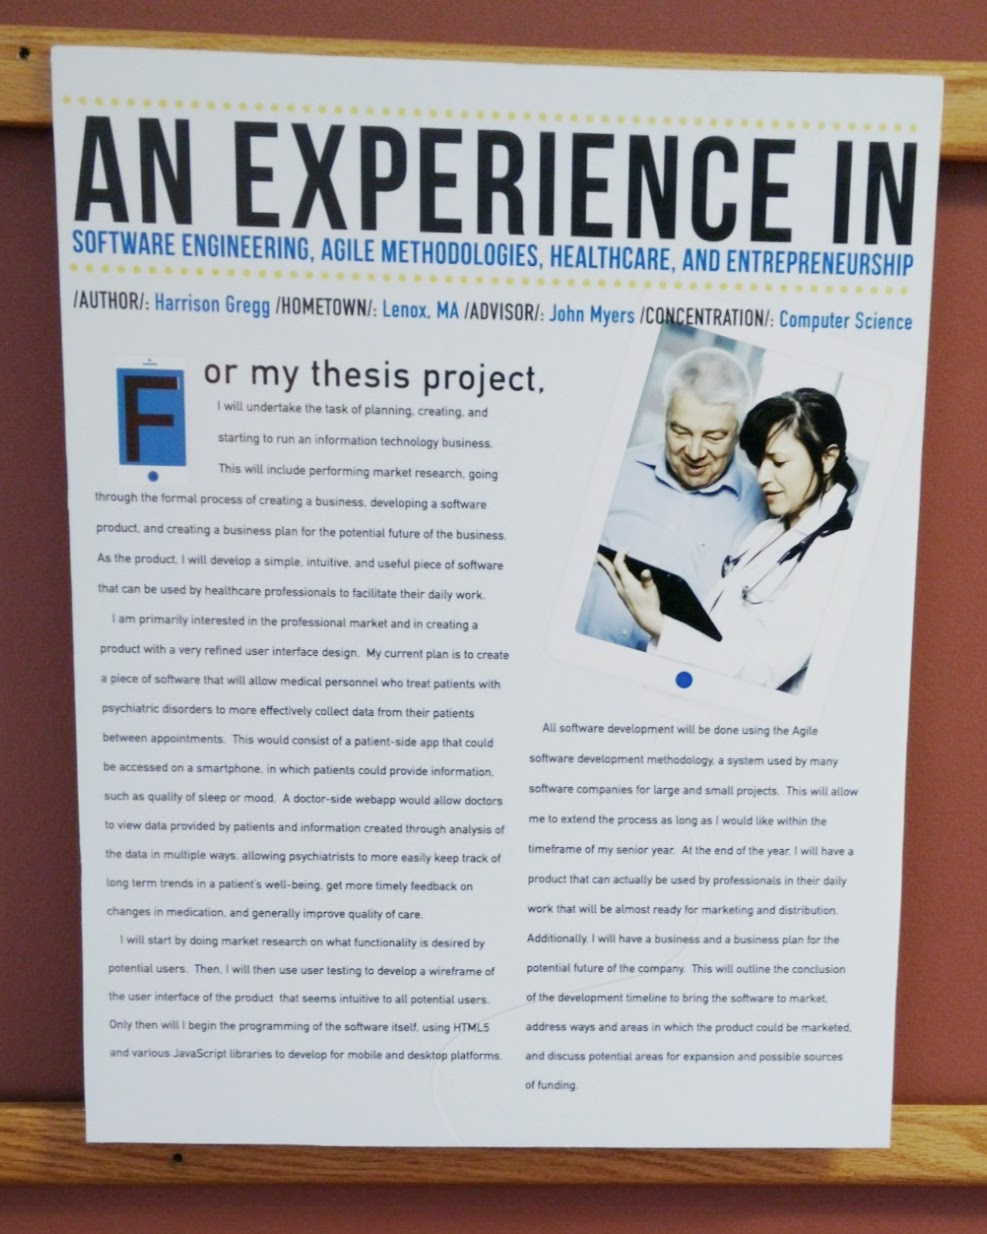 AN EXPERIENCE IN
SOFTWARE ENGINEERING, AGILE METHODOLOGIES, HEALTHCARE, AND ENTREPRENEURSHIP
/AUTHOR/: Harrison Gregg /HOMETOWN/: Lenox, MA /ADVISOR/: John Myers /CONCENTRATION/: Computer Science
For my thesis project,
I will undertake the task of planning, creating, and
starting to run an information technology business.
This will include performing market research, going
through the formal process of creating a business, developing a software
product, and creating a business plan for the potential future of the business.
As the product, I will develop a simple, intuitive, and useful piece of software
that can be used by healthcare professionals to facilitate their daily work.
I am primarily interested in the professional market and in creating a
product with a very refined user interface design. My current plan is to create
a piece of software that will allow medical personnel who treat patients with
psychiatric disorders to more effectively collect data from their patients
between appointments. This would consist of a patient-side app that could
be accessed on a smartphone, in which patients could provide information,
such as quality of sleep or mood. A doctor-side webapp would allow doctors
to view data provided by patients and information created through analysis of
the data in multiple ways, allowing psychiatrists to more easily keep track of
long term trends in a patient's well-being, get more timely feedback on
changes in medication, and generally improve quality of care.
I will start by doing market research on what functionality is desired by
potential users. Then, I will then use user testing to develop a wireframe of
the user interface of the product that seems intuitive to all potential users.
Only then will I begin the programming of the software itself, using HTML5
and various JavaScript libraries to develop for mobile and desktop platforms.
All software development will be done using the Agile
software development methodology, a system used by many
software companies for large and small projects. This will allow
me to extend the process as long as I would like within the
timeframe of my senior year. At the end of the year, I will have a
product that can actually be used by professionals in their daily
work that will be almost ready for marketing and distribution.
Additionally, I will have a business and a business plan for the
potential future of the company. This will outline the conclusion
of the development timeline to bring the software to market,
address ways and areas in which the product could be marketed,
and discuss potential areas for expansion and possible sources
of funding.